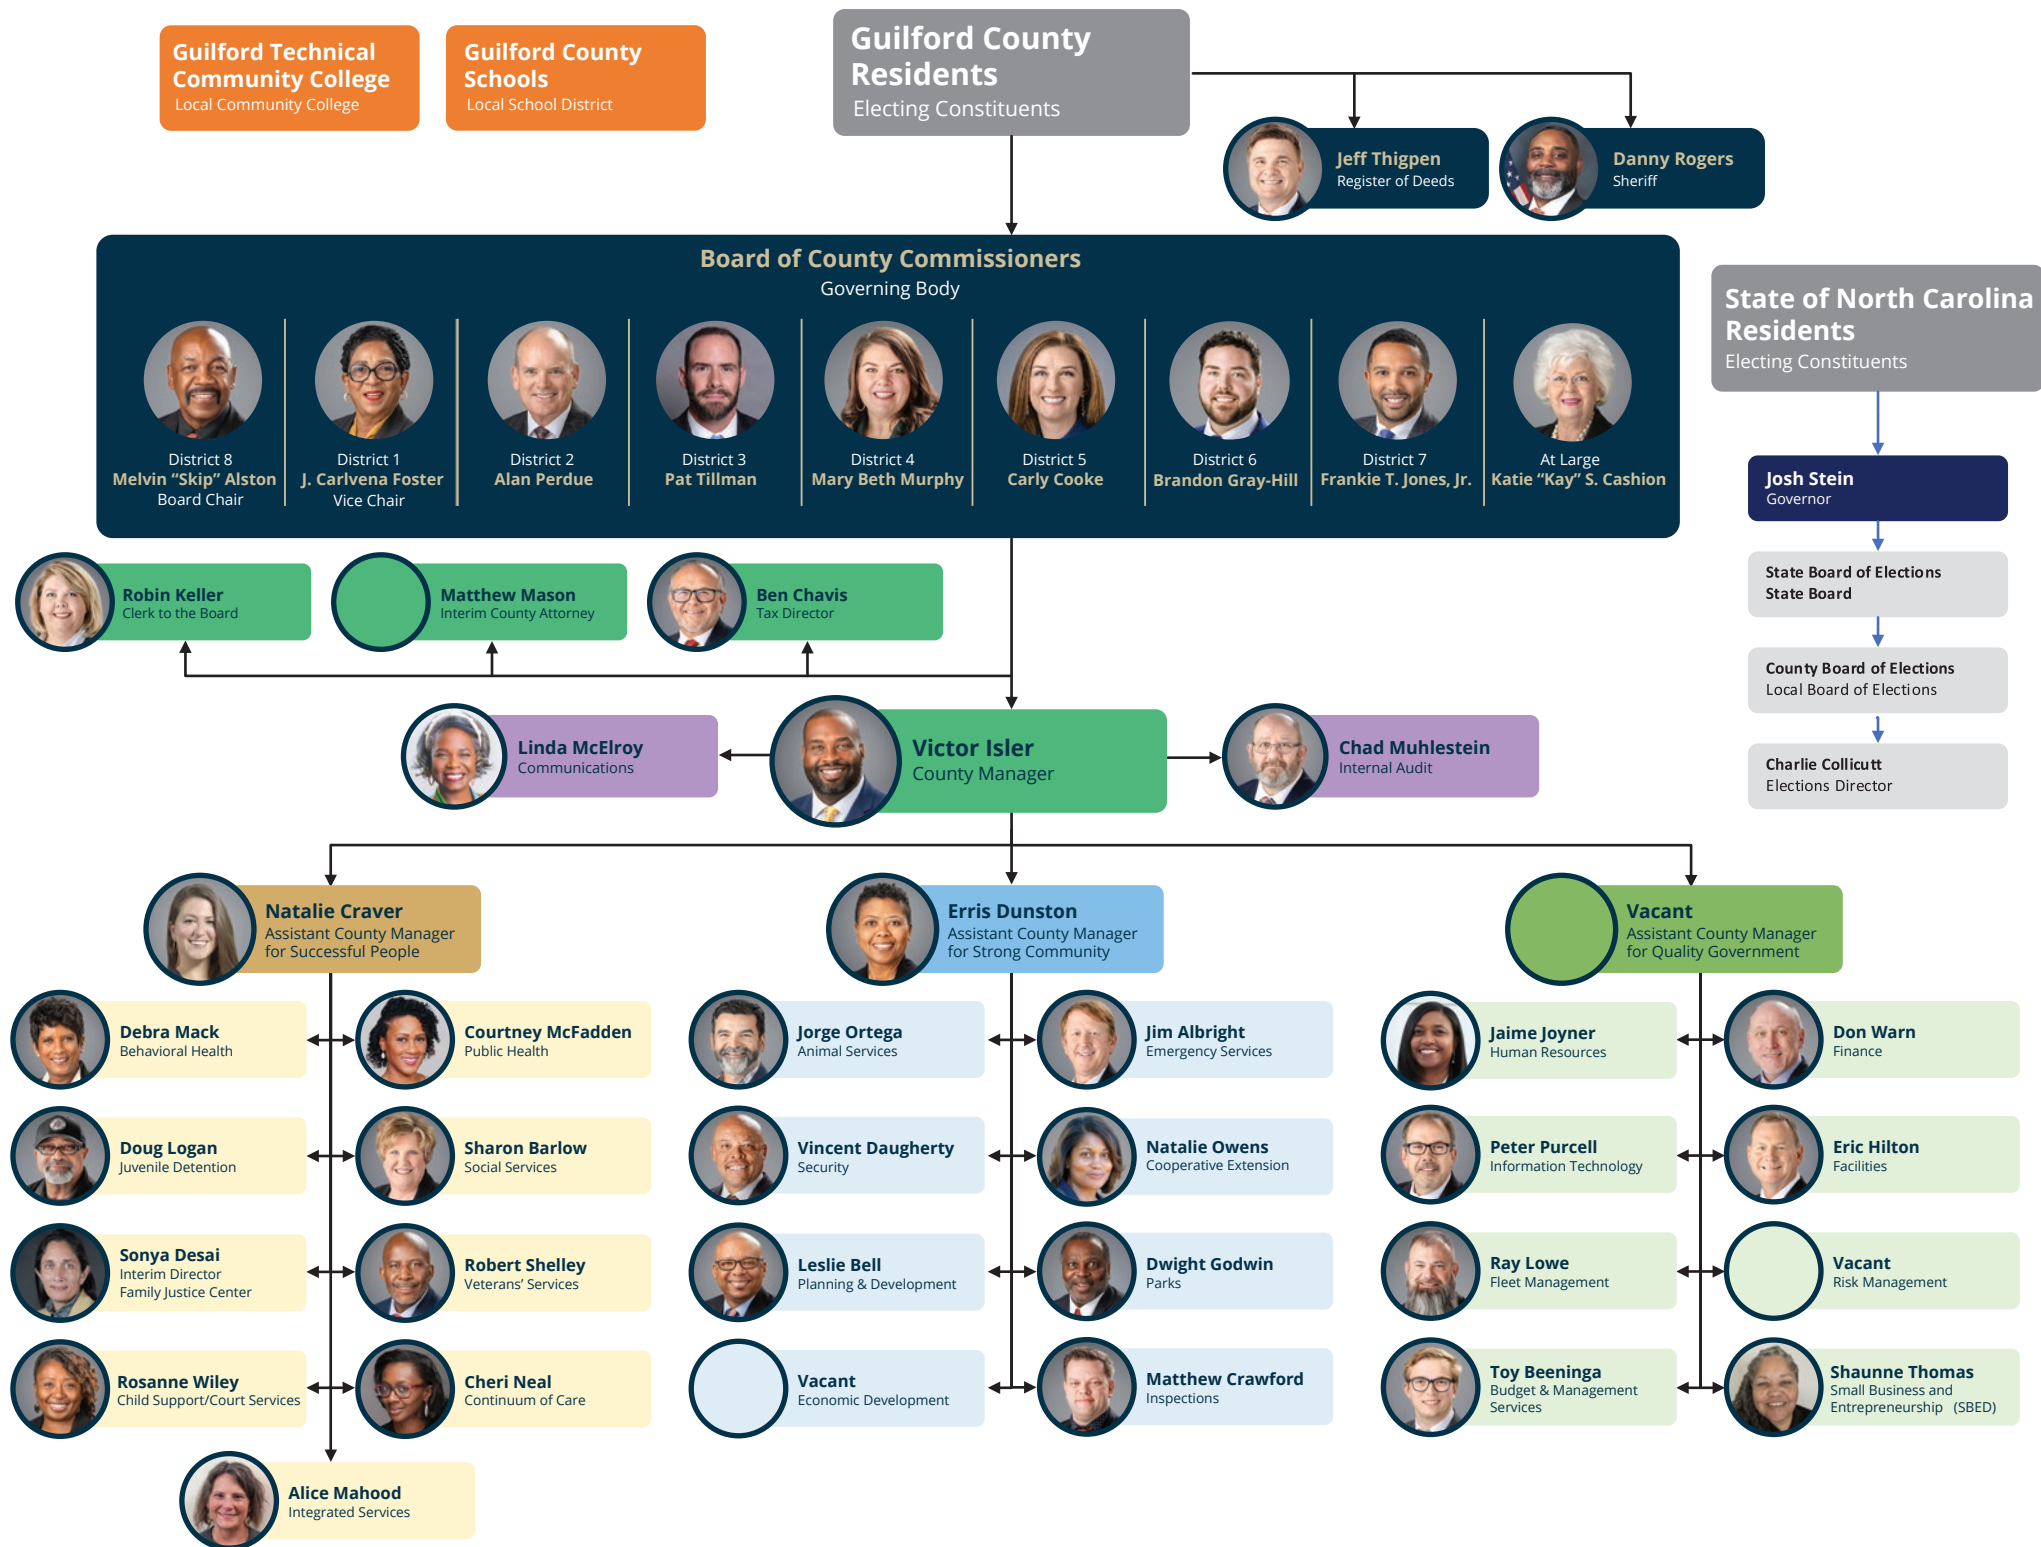 Guilford Technical
Community College
Local Community College
Guilford County
Schools
Local School District
Guilford County
Residents
Electing Constituents
Jeff Thigpen
Register of Deeds
Danny Rogers
Sheriff
Board of County Commissioners
Governing Body
District 8
Melvin “Skip” Alston
Board Chair
District 1
J. Carlvena Foster
Vice Chair
District 2
Alan Perdue
District 3
Pat Tillman
District 4
Mary Beth Murphy
District 5
Carly Cooke
District 6
Brandon Gray-Hill
District 7
Frankie T. Jones, Jr.
At Large
Katie “Kay” S. Cashion
State of North Carolina
Residents
Electing Constituents
Josh Stein
Governor
State Board of Elections
State Board
County Board of Elections
Local Board of Elections
Charlie Collicutt
Elections Director
Robin Keller
Clerk to the Board
Matthew Mason
Interim County Attorney
Ben Chavis
Tax Director
Linda McElroy
Communications
Victor Isler
County Manager
Chad Muhlestein
Internal Audit
Natalie Craver
Assistant County Manager
for Successful People
Erris Dunston
Assistant County Manager
for Strong Community
Vacant
Assistant County Manager
for Quality Government
Debra Mack
Behavioral Health
Courtney McFadden
Public Health
Doug Logan
Juvenile Detention
Sharon Barlow
Social Services
Sonya Desai
Interim Director
Family Justice Center
Robert Shelley
Veterans’ Services
Rosanne Wiley
Child Support/Court Services
Cheri Neal
Continuum of Care
Alice Mahood
Integrated Services
Jorge Ortega
Animal Services
Jim Albright
Emergency Services
Vincent Daugherty
Security
Natalie Owens
Cooperative Extension
Leslie Bell
Planning & Development
Dwight Godwin
Parks
Vacant
Economic Development
Matthew Crawford
Inspections
Jaime Joyner
Human Resources
Don Warn
Finance
Peter Purcell
Information Technology
Eric Hilton
Facilities
Ray Lowe
Fleet Management
Vacant
Risk Management
Toy Beeninga
Budget & Management
Services
Shaunne Thomas
Small Business and
Entrepreneurship (SBED)